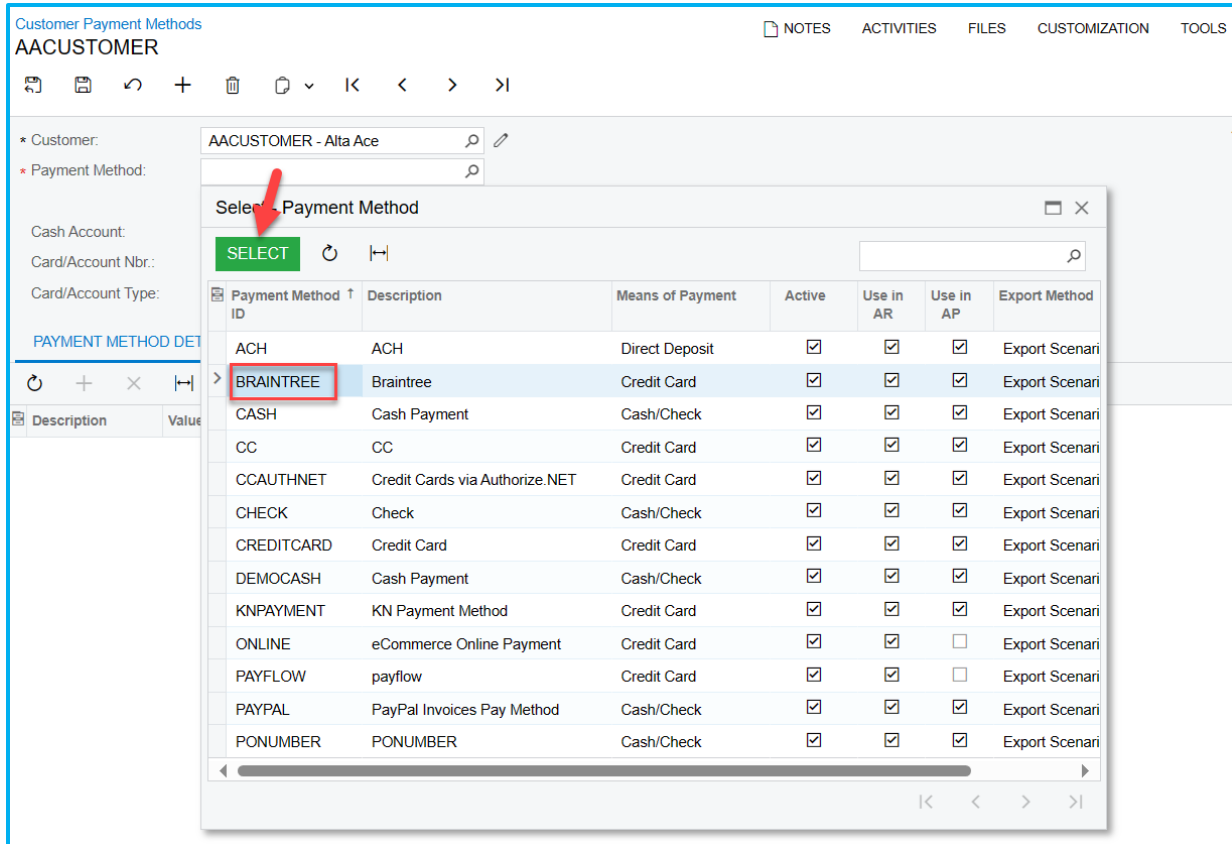 Customer Payment Methods
NOTES ACTIVITIES FILES CUSTOMIZATION TOOLS
AACUSTOMER
* Customer: AACUSTOMER - Alta Ace
* Payment Method:
Select - Payment Method
Cash Account:
SELECT
Card/Account Nbr.:
Card/Account Type:
Payment Method ID Description Means of Payment Active Use in AR Use in AP Export Method
PAYMENT METHOD DET
ACH ACH Direct Deposit Export Scenari
BRAINTREE Braintree Credit Card Export Scenari
CASH Cash Payment Cash/Check Export Scenari
Description Value
CC CC Credit Card Export Scenari
CCAUTHNET Credit Cards via Authorize.NET Credit Card Export Scenari
CHECK Check Cash/Check Export Scenari
CREDITCARD Credit Card Credit Card Export Scenari
DEMOCASH Cash Payment Cash/Check Export Scenari
KNPAYMENT KN Payment Method Credit Card Export Scenari
ONLINE eCommerce Online Payment Credit Card Export Scenari
PAYFLOW payflow Credit Card Export Scenari
PAYPAL PayPal Invoices Pay Method Cash/Check Export Scenari
PONUMBER PONUMBER Cash/Check Export Scenari